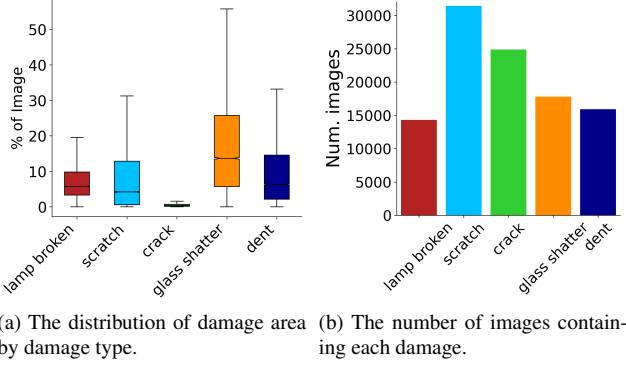 % of Image
50
40
30
20
10
0
lamp broken
scratch
crack
glass shatter
dent
Num. images
30000
25000
20000
15000
10000
5000
0
lamp broken
scratch
crack
glass shatter
dent
(a) The distribution of damage area
by damage type.
(b) The number of images contain-
ing each damage.